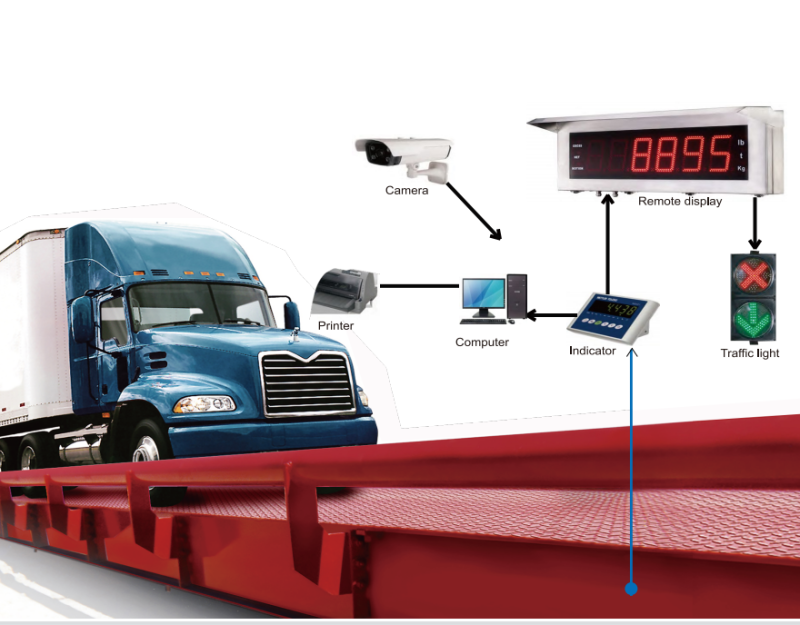 Camera
8895
lb
t
Kg
Remote display
Printer
Computer
Indicator
Traffic light